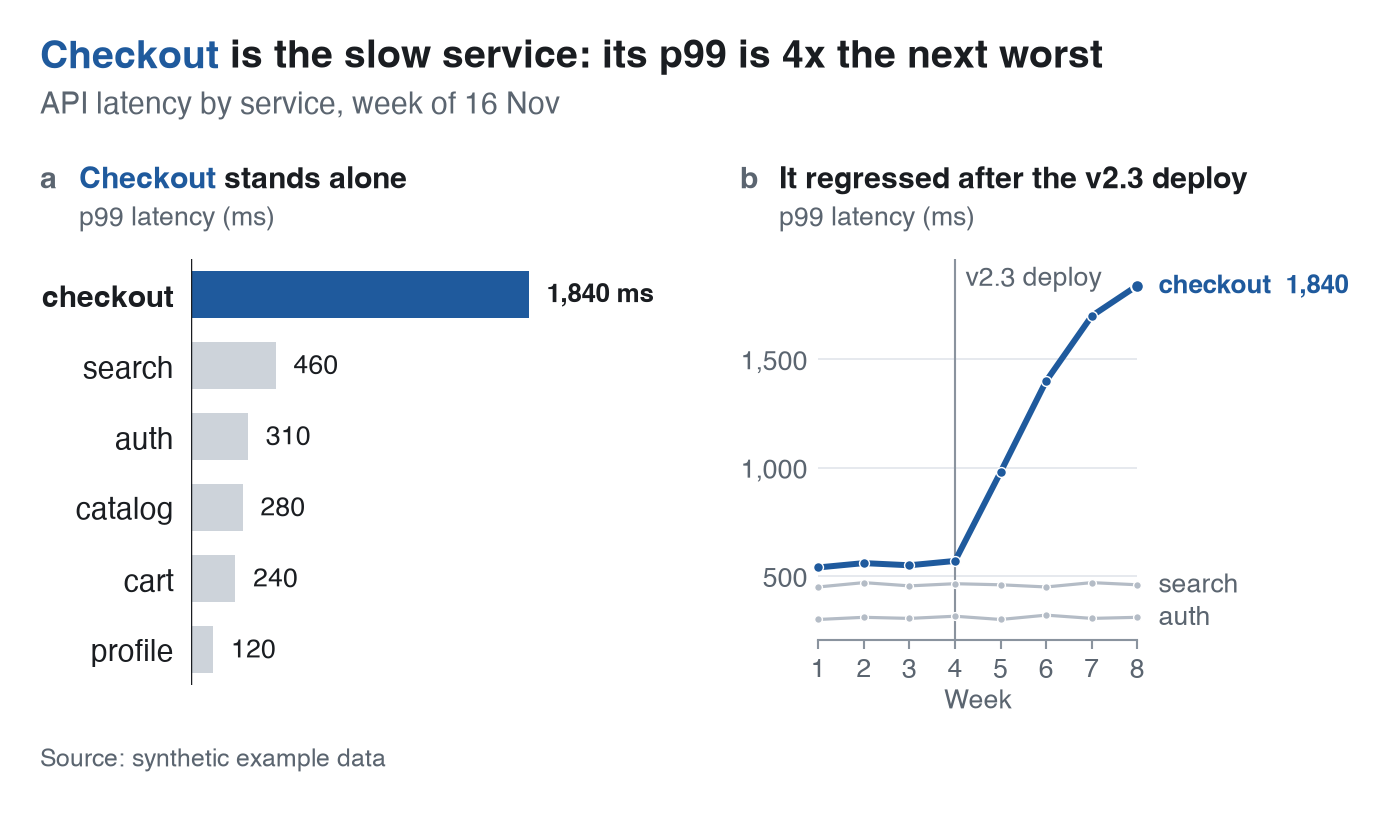 Checkout is the slow service: its p99 is 4x the next worst
API latency by service, week of 16 Nov
a Checkout stands alone
p99 latency (ms)
checkout 1,840 ms
search 460
auth 310
catalog 280
cart 240
profile 120
b It regressed after the v2.3 deploy
p99 latency (ms)
v2.3 deploy
checkout 1,840
1,500
1,000
500
search
auth
1 2 3 4 5 6 7 8
Week
Source: synthetic example data